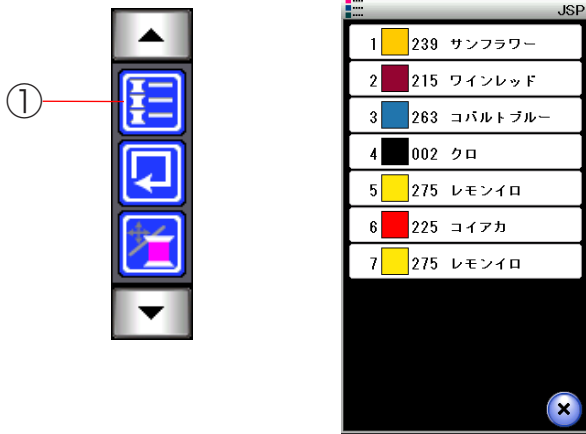 ①
JSP
1 239 サンフラワー
2 215 ワインレッド
3 263 コバルトブルー
4 002 クロ
5 275 レモンイロ
6 225 コイアカ
7 275 レモンイロ